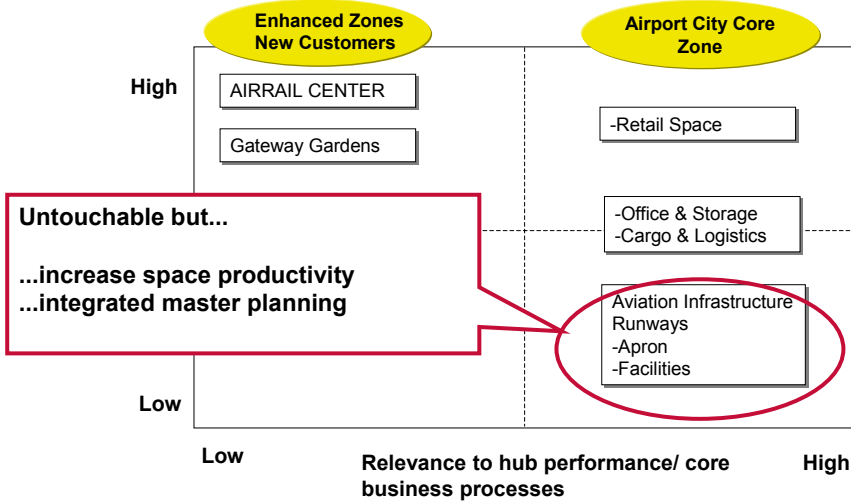 Enhanced Zones
New Customers
Airport City Core
Zone
High
AIRRAIL CENTER
-Retail Space
Gateway Gardens
Untouchable but...
...increase space productivity
...integrated master planning
-Office & Storage
-Cargo & Logistics
Aviation Infrastructure
Runways
-Apron
-Facilities
Low
Low
Relevance to hub performance/ core
business processes
High